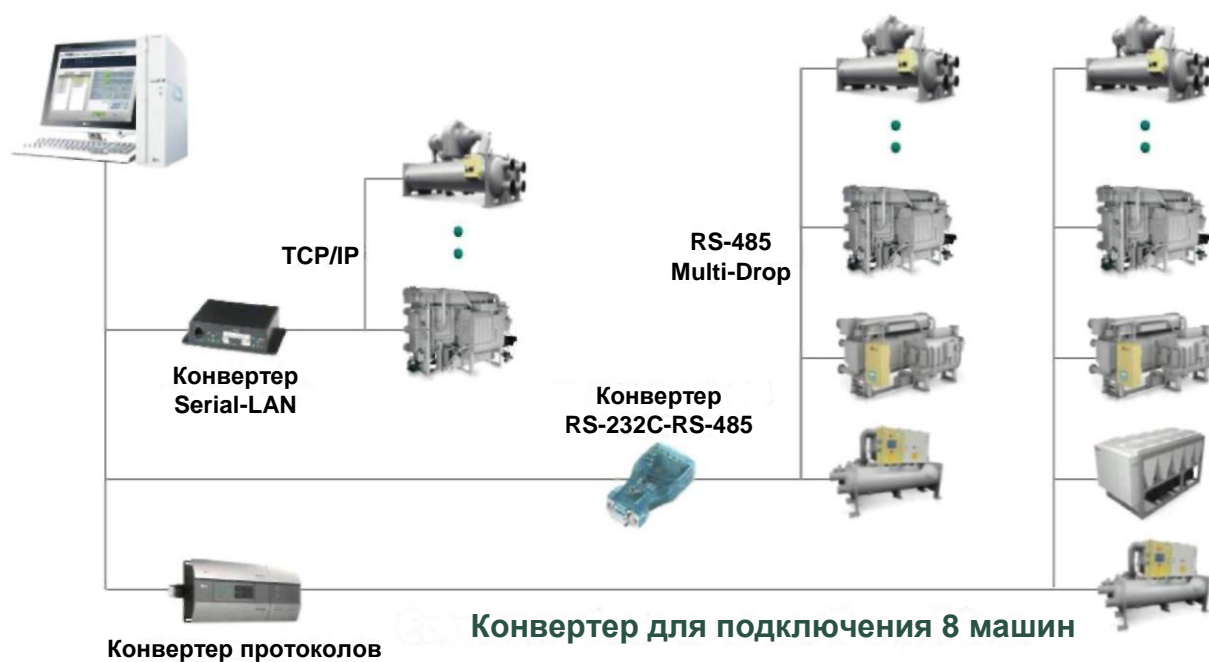 TCP/IP
RS-485
Multi-Drop
Конвертер
Serial-LAN
Конвертер
RS-232C-RS-485
Конвертер для подключения 8 машин
Конвертер протоколов